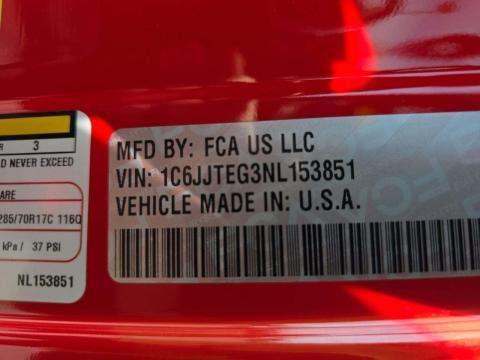 R 3
D NEVER EXCEED
ARE
285/70R17C 116Q
kPa/ 37 PSI
NL153851
MFD BY: FCA US LLC
VIN: 1C6JJTEG3NL153851
VEHICLE MADE IN: U.S.A.